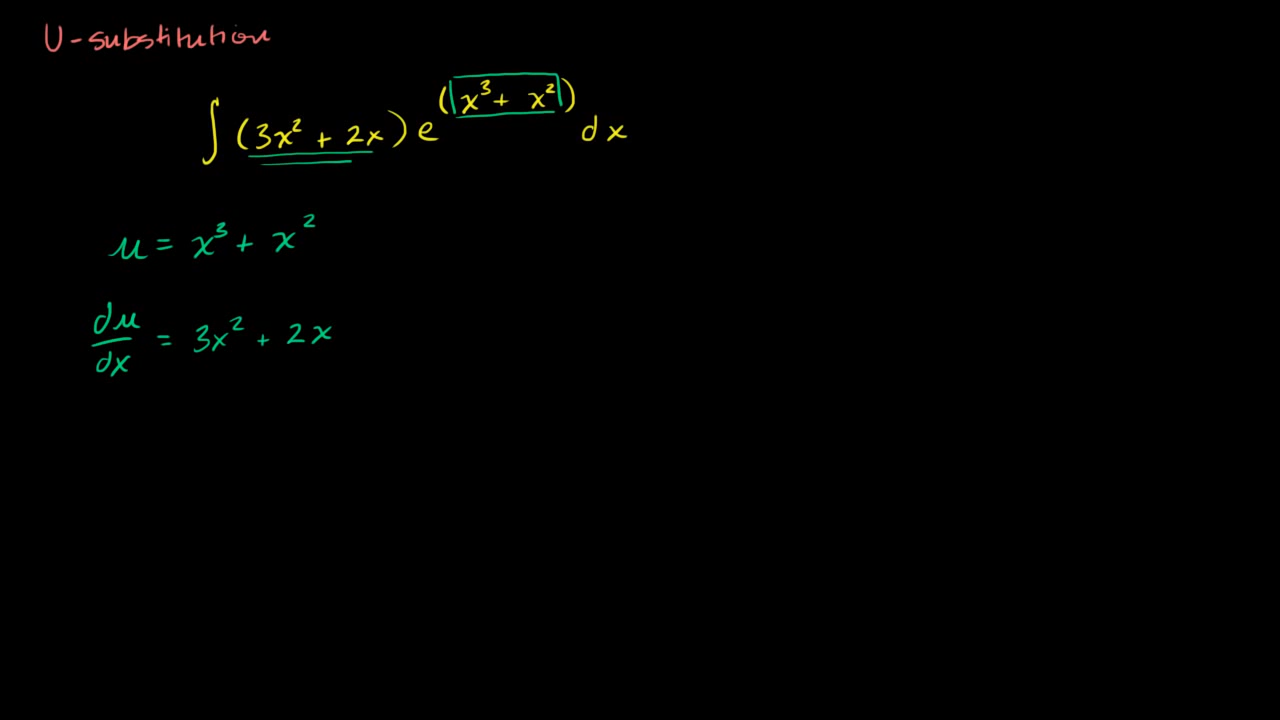 U-substitution
∫ (3x² + 2x) e^(x³ + x²) dx
u = x³ + x²
du/dx = 3x² + 2x